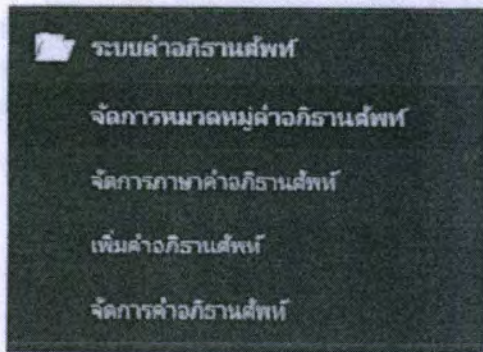 ระบบคำอภิธานศัพท์
จัดการหมวดหมู่คำอภิธานศัพท์
จัดการภาษาคำอภิธานศัพท์
เพิ่มคำอภิธานศัพท์
จัดการคำอภิธานศัพท์